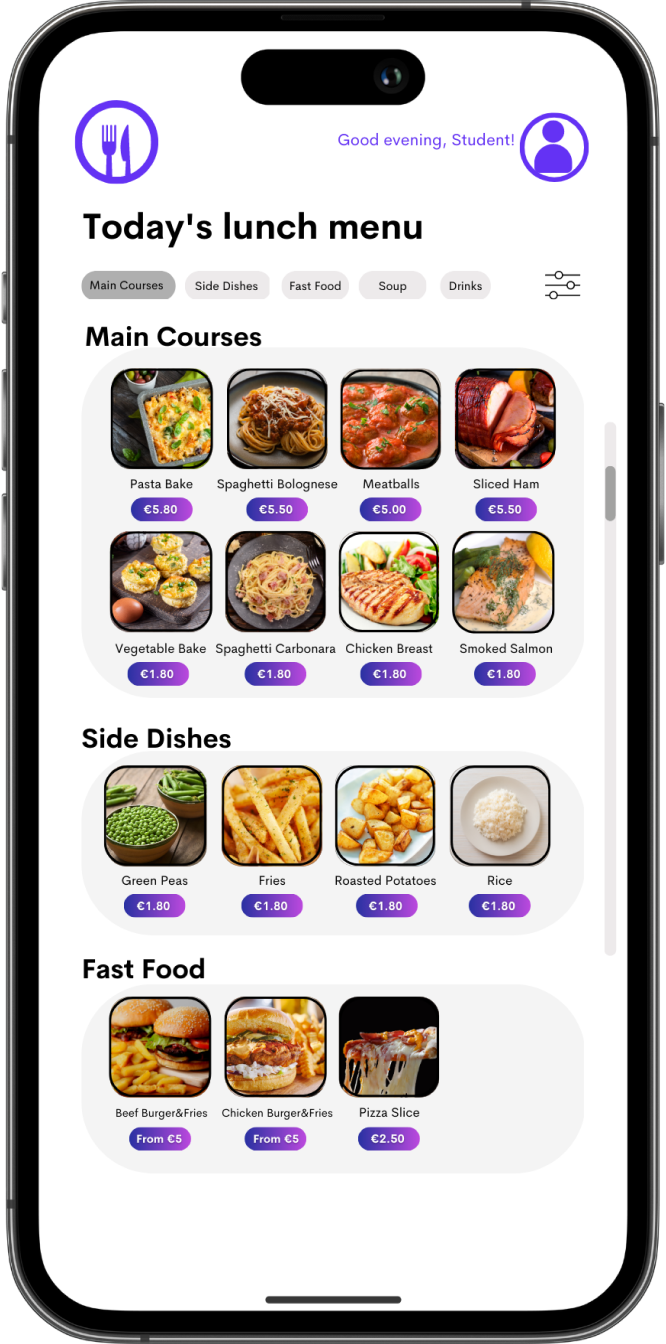 Good evening, Student!
Today's lunch menu
Main Courses Side Dishes Fast Food Soup Drinks
Main Courses
Pasta Bake Spaghetti Bolognese Meatballs Sliced Ham
€5.80 €5.50 €5.00 €5.50
Vegetable Bake Spaghetti Carbonara Chicken Breast Smoked Salmon
€1.80 €1.80 €1.80 €1.80
Side Dishes
Green Peas Fries Roasted Potatoes Rice
€1.80 €1.80 €1.80 €1.80
Fast Food
Beef Burger&Fries Chicken Burger&Fries Pizza Slice
From €5 From €5 €2.50